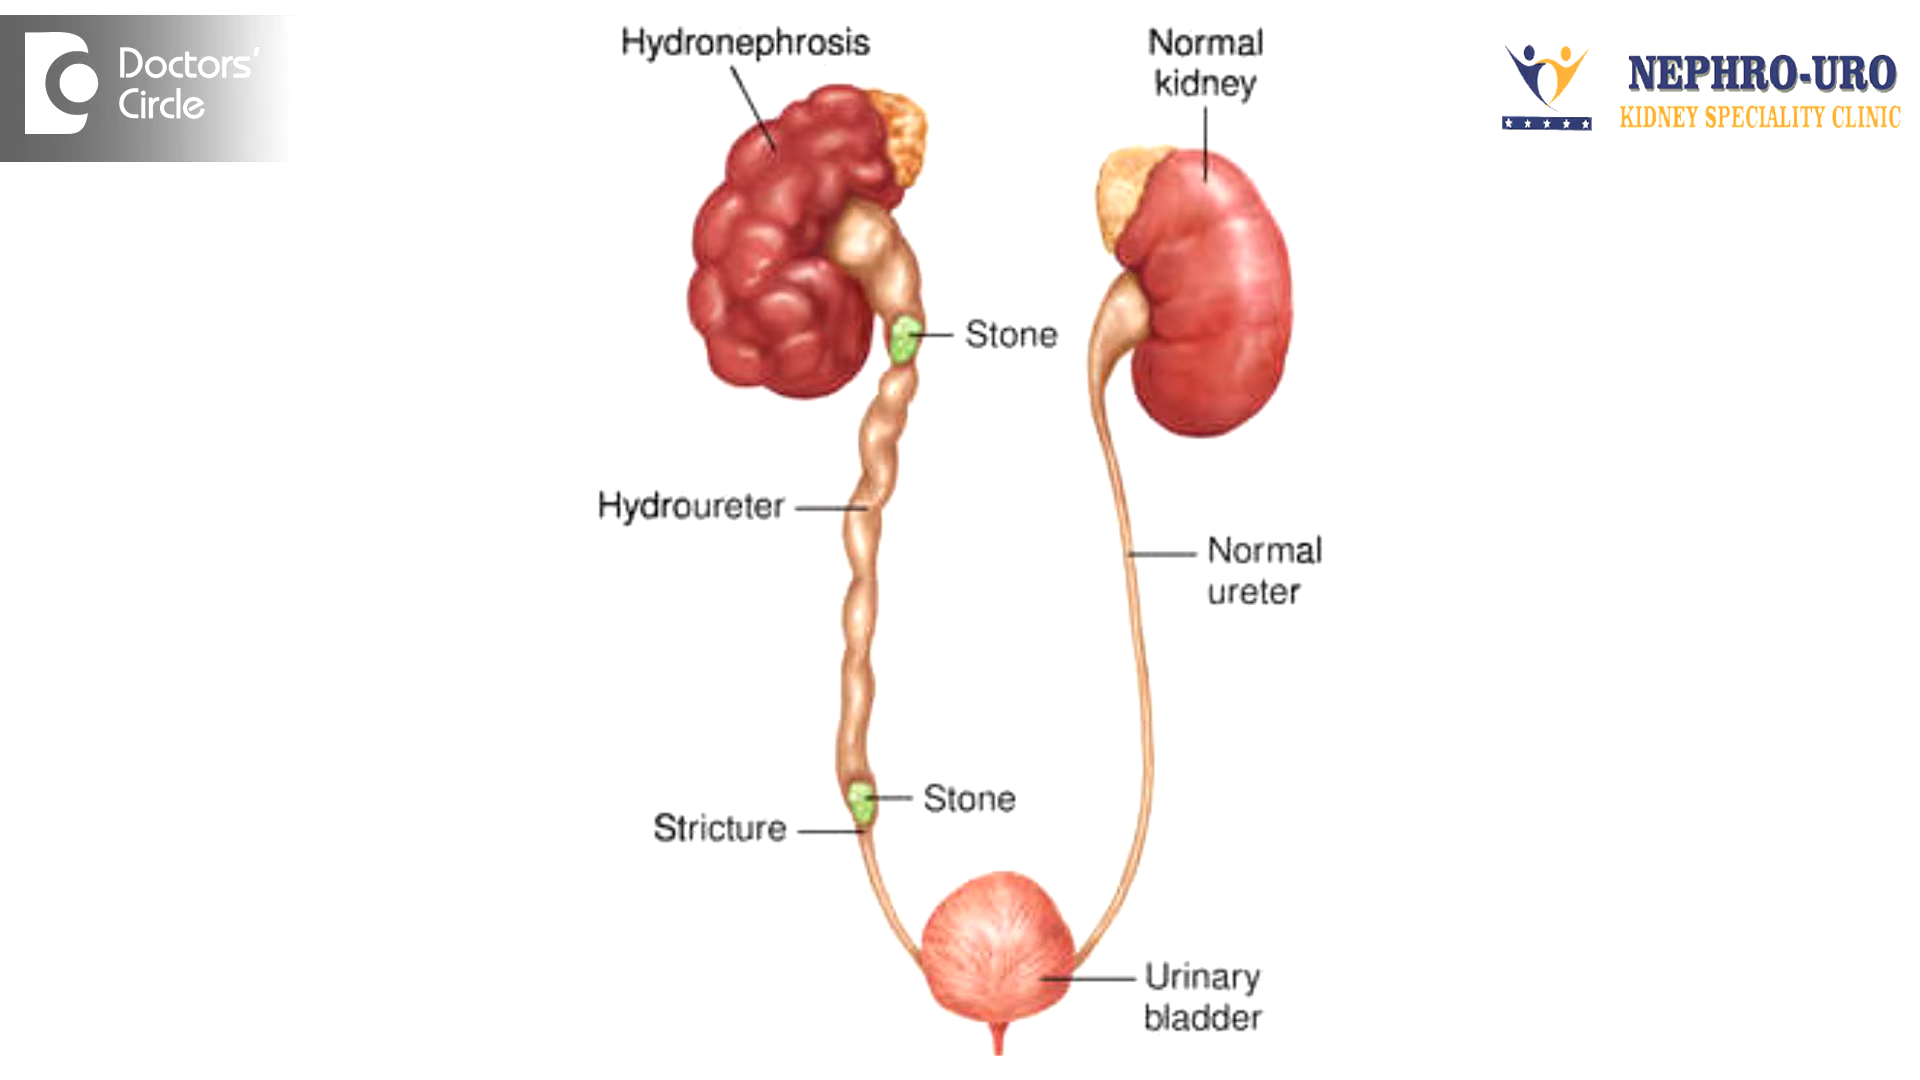 Doctors'
Circle
NEPHRO-URO
KIDNEY SPECIALITY CLINIC
Hydronephrosis
Normal
kidney
Stone
Hydroureter
Normal
ureter
Stone
Stricture
Urinary
bladder